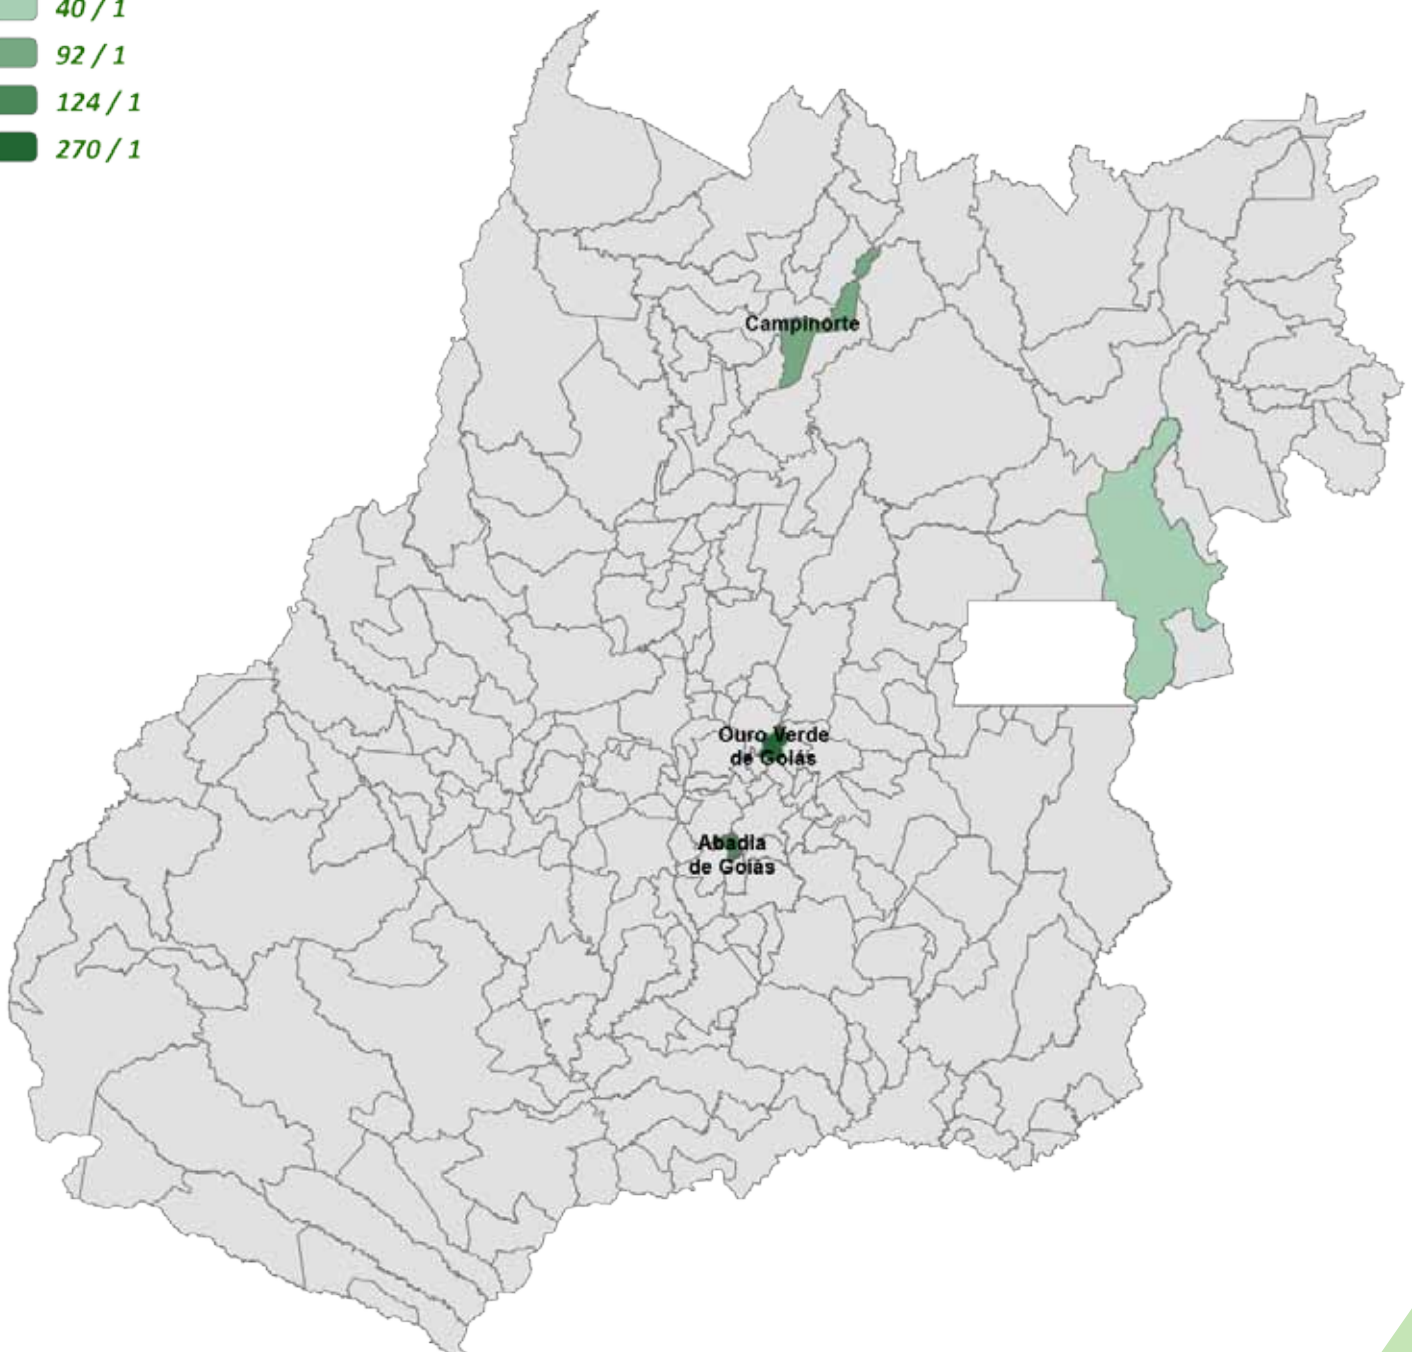 40 / 1
92 / 1
124 / 1
270 / 1
Campinorte
Ouro Verde
de Goiás
Abadia
de Goiás